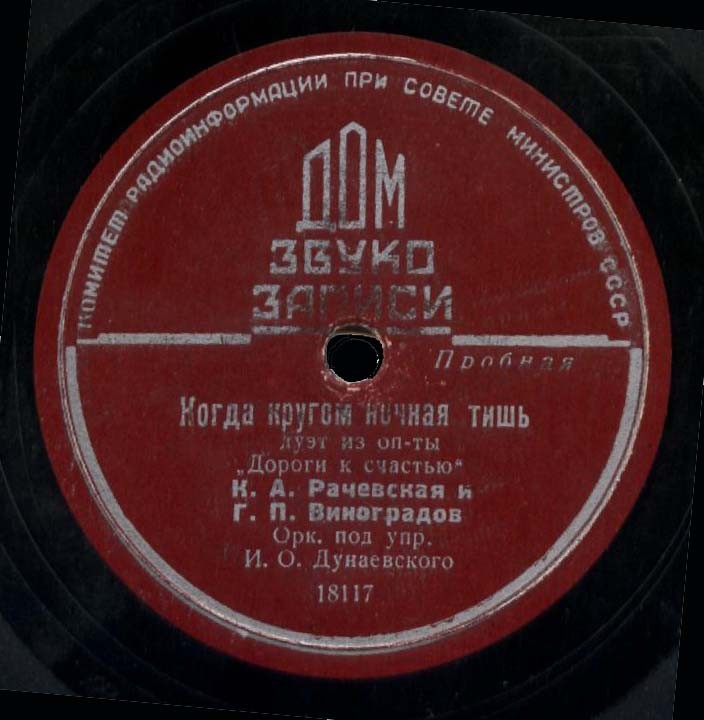 КОМИТЕТ РАДИОИНФОРМАЦИИ ПРИ СОВЕТЕ МИНИСТРОВ СССР
ДОМ
ЗВУКО
ЗАПИСИ
Пробная
Когда кругом ночная тишь
дуэт из оп-ты
„Дороги к счастью“
К. А. Рачевская и
Г. П. Виноградов
Орк. под упр.
И. О. Дунаевского
18117